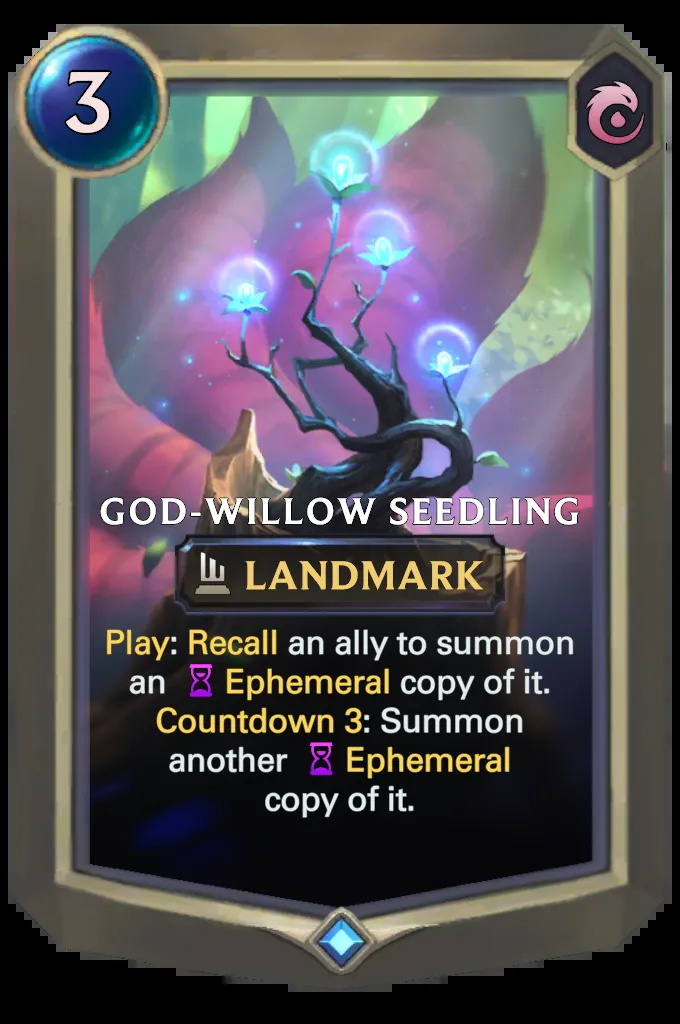 3
GOD-WILLOW SEEDLING
LANDMARK
Play: Recall an ally to summon
an Ephemeral copy of it.
Countdown 3: Summon
another Ephemeral
copy of it.